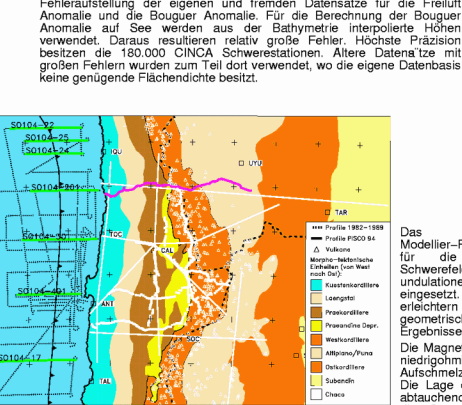 Fehleraufstellung der eigenen und fremden Datensätze für die Freiluft
Anomalie und die Bouguer Anomalie. Für die Berechnung der Bouguer
Anomalie auf See werden aus der Bathymetrie interpolierte Höhen
verwendet. Daraus resultieren relativ große Fehler. Höchste Präzision
besitzen die 180.000 CINCA Schwerestationen. Ältere Datensätze mit
großen Fehlern wurden zum Teil dort verwendet, wo die eigene Datenbasis
keine genügende Flächendichte besitzt.
SO104-22
SO104-25
SO104-24
SO104-201
SO104-30
SO104-401
SO104-17
IQU
UYU
TAR
TOC
CAL
ANT
SOC
TAL
Profile 1982-1989
Profile PISCO 94
Vulkane
Morpho-tektonische
Einheiten (von West
nach Ost):
Kuestenkordillere
Laengstal
Praekordillere
Praeandine Depr.
Westkordillere
Altiplano/Puna
Ostkordillere
Subandin
Chaco
Das
Modellier-P
für die
Schwerefel
undulatione
eingesetzt.
erleichtern
geometrisch
Ergebnisse
Die Magnet
niedrigohm
Aufschmelz
Die Lage
abtauchend